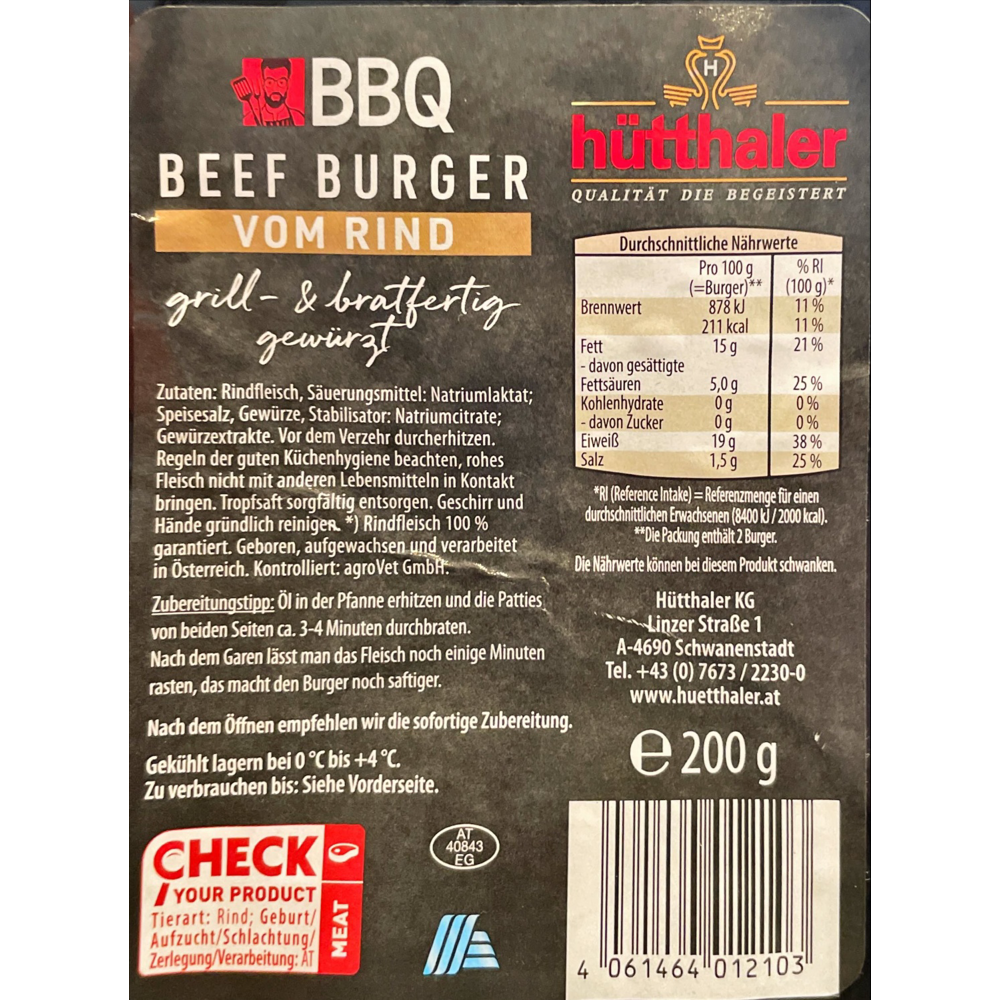 BBQ
BEEF BURGER
VOM RIND
grill- & bratfertig
gewürzt
Zutaten: Rindfleisch, Säuerungsmittel: Natriumlaktat;
Speisesalz, Gewürze, Stabilisator: Natriumcitrate;
Gewürzextrakte. Vor dem Verzehr durcherhitzen.
Regeln der guten Küchenhygiene beachten, rohes
Fleisch nicht mit anderen Lebensmitteln in Kontakt
bringen. Tropfsaft sorgfältig entsorgen. Geschirr und
Hände gründlich reinigen. *) Rindfleisch 100 %
garantiert. Geboren, aufgewachsen und verarbeitet
in Österreich. Kontrolliert: agroVet GmbH.
Zubereitungstipp: Öl in der Pfanne erhitzen und die Patties
von beiden Seiten ca. 3-4 Minuten durchbraten.
Nach dem Garen lässt man das Fleisch noch einige Minuten
rasten, das macht den Burger noch saftiger.
Nach dem Öffnen empfehlen wir die sofortige Zubereitung.
Gekühlt lagern bei 0 °C bis +4 °C.
Zu verbrauchen bis: Siehe Vorderseite.
CHECK
YOUR PRODUCT
Tierart: Rind; Geburt/
Aufzucht/Schlachtung/
Zerlegung/Verarbeitung: AT
MEAT
AT
40843
EG
H
hütthaler
QUALITÄT DIE BEGEISTERT
Durchschnittliche Nährwerte
Pro 100 g % RI
(=Burger)** (100 g)*
Brennwert 878 kJ 11 %
211 kcal 11 %
Fett 15 g 21 %
- davon gesättigte
Fettsäuren 5,0 g 25 %
Kohlenhydrate 0 g 0 %
- davon Zucker 0 g 0 %
Eiweiß 19 g 38 %
Salz 1,5 g 25 %
*RI (Reference Intake) = Referenzmenge für einen
durchschnittlichen Erwachsenen (8400 kJ / 2000 kcal).
**Die Packung enthält 2 Burger.
Die Nährwerte können bei diesem Produkt schwanken.
Hütthaler KG
Linzer Straße 1
A-4690 Schwanenstadt
Tel. +43 (0) 7673 / 2230-0
www.huetthaler.at
℮ 200 g
4 061464 012103